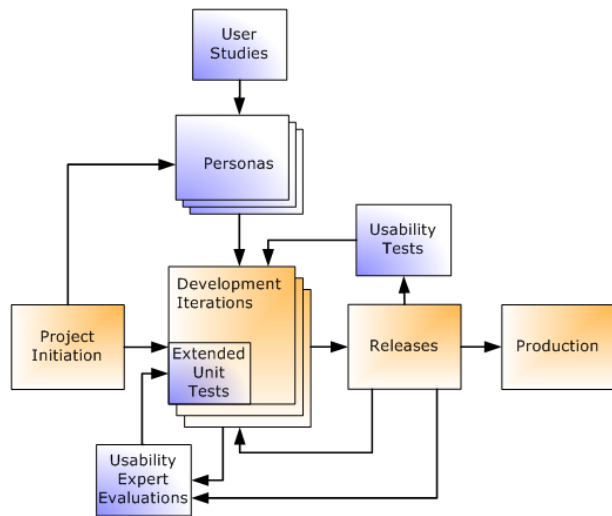 User
Studies
Personas
Usability
Tests
Development
Iterations
Project
Initiation
Extended
Unit
Tests
Releases
Production
Usability
Expert
Evaluations